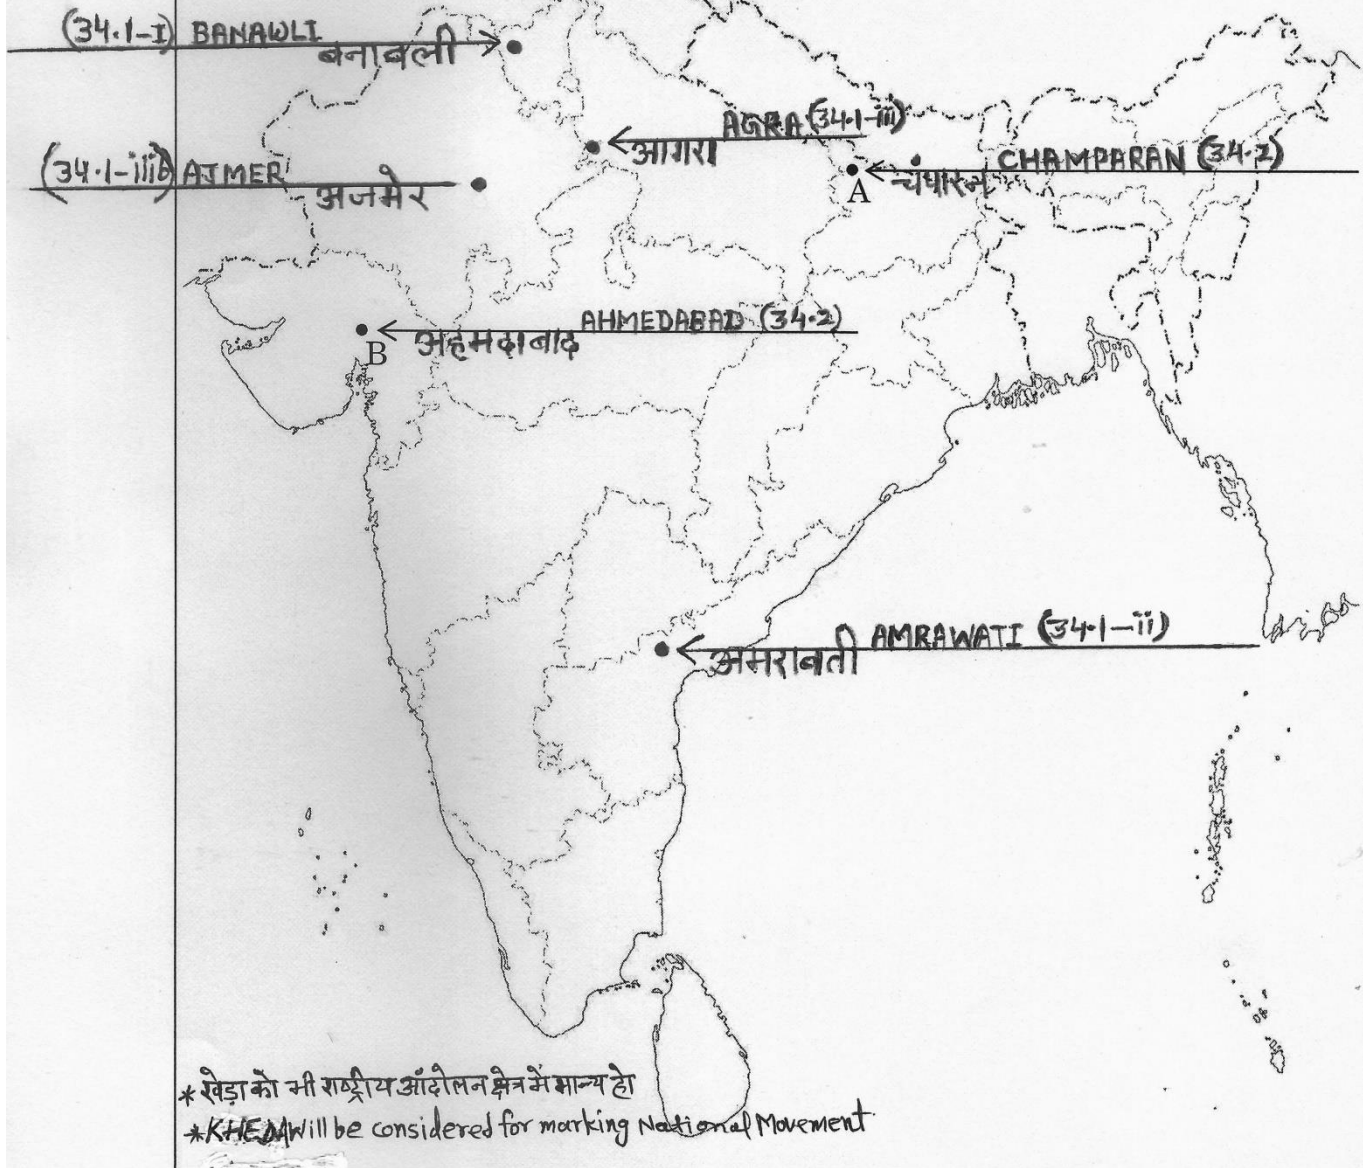 (34.1-I) BANAWLI
बनावली
AGRA (34.1-iii)
आगरा
CHAMPARAN (34.2)
A चंपारन
(34.1-iiib) AJMER
अजमेर
AHMEDABAD (34.2)
B अहमदाबाद
AMRAWATI (34.1-ii)
अमरावती
* खेड़ा को भी राष्ट्रीय आंदोलन क्षेत्र में मान्य हो
* KHEDA Will be considered for marking National Movement